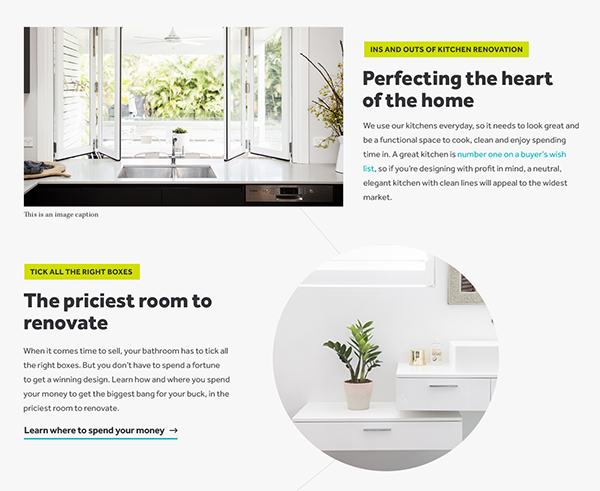 INS AND OUTS OF KITCHEN RENOVATION
Perfecting the heart
of the home
We use our kitchens everyday, so it needs to look great and
be a functional space to cook, clean and enjoy spending
time in. A great kitchen is number one on a buyer's wish
list, so if you're designing with profit in mind, a neutral,
elegant kitchen with clean lines will appeal to the widest
market.
This is an image caption
TICK ALL THE RIGHT BOXES
The priciest room to
renovate
When it comes time to sell, your bathroom has to tick all
the right boxes. But you don't have to spend a fortune
to get a winning design. Learn how and where you spend
your money to get the biggest bang for your buck, in the
priciest room to renovate.
Learn where to spend your money →